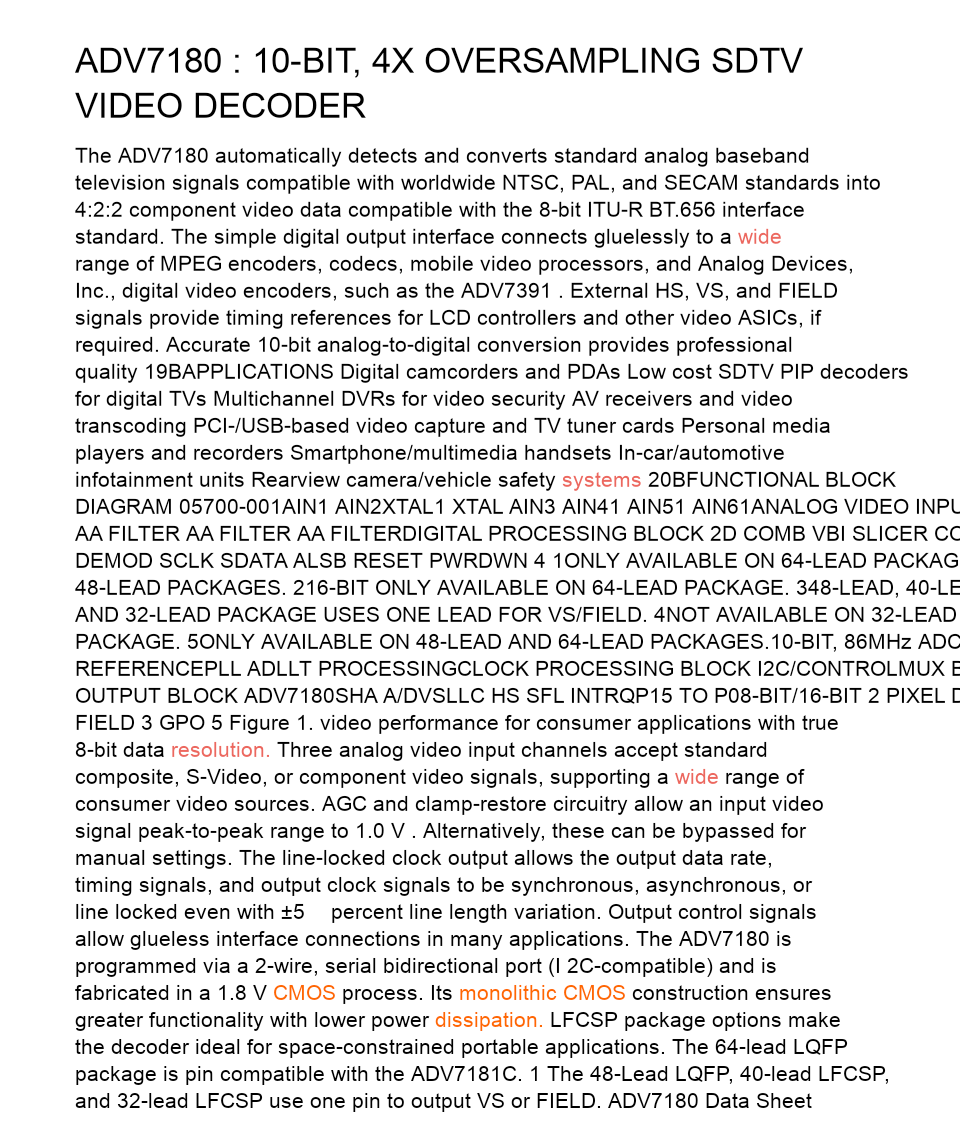 ADV7180 : 10-BIT, 4X OVERSAMPLING SDTV
VIDEO DECODER
The ADV7180 automatically detects and converts standard analog baseband
television signals compatible with worldwide NTSC, PAL, and SECAM standards into
4:2:2 component video data compatible with the 8-bit ITU-R BT.656 interface
standard. The simple digital output interface connects gluelessly to a wide
range of MPEG encoders, codecs, mobile video processors, and Analog Devices,
Inc., digital video encoders, such as the ADV7391 . External HS, VS, and FIELD
signals provide timing references for LCD controllers and other video ASICs, if
required. Accurate 10-bit analog-to-digital conversion provides professional
quality 19BAPPLICATIONS Digital camcorders and PDAs Low cost SDTV PIP decoders
for digital TVs Multichannel DVRs for video security AV receivers and video
transcoding PCI-/USB-based video capture and TV tuner cards Personal media
players and recorders Smartphone/multimedia handsets In-car/automotive
infotainment units Rearview camera/vehicle safety systems 20BFUNCTIONAL BLOCK
DIAGRAM 05700-001AIN1 AIN2XTAL1 XTAL AIN3 AIN41 AIN51 AIN61ANALOG VIDEO INPU
AA FILTER AA FILTER AA FILTERDIGITAL PROCESSING BLOCK 2D COMB VBI SLICER CO
DEMOD SCLK SDATA ALSB RESET PWRDWN 4 1ONLY AVAILABLE ON 64-LEAD PACKAG
48-LEAD PACKAGES. 216-BIT ONLY AVAILABLE ON 64-LEAD PACKAGE. 348-LEAD, 40-LE
AND 32-LEAD PACKAGE USES ONE LEAD FOR VS/FIELD. 4NOT AVAILABLE ON 32-LEAD
PACKAGE. 5ONLY AVAILABLE ON 48-LEAD AND 64-LEAD PACKAGES.10-BIT, 86MHz ADC
REFERENCEPLL ADLLT PROCESSINGCLOCK PROCESSING BLOCK I2C/CONTROLMUX B
OUTPUT BLOCK ADV7180SHA A/DVSLLC HS SFL INTRQP15 TO P08-BIT/16-BIT 2 PIXEL D
FIELD 3 GPO 5 Figure 1. video performance for consumer applications with true
8-bit data resolution. Three analog video input channels accept standard
composite, S-Video, or component video signals, supporting a wide range of
consumer video sources. AGC and clamp-restore circuitry allow an input video
signal peak-to-peak range to 1.0 V . Alternatively, these can be bypassed for
manual settings. The line-locked clock output allows the output data rate,
timing signals, and output clock signals to be synchronous, asynchronous, or
line locked even with ±5 percent line length variation. Output control signals
allow glueless interface connections in many applications. The ADV7180 is
programmed via a 2-wire, serial bidirectional port (I 2C-compatible) and is
fabricated in a 1.8 V CMOS process. Its monolithic CMOS construction ensures
greater functionality with lower power dissipation. LFCSP package options make
the decoder ideal for space-constrained portable applications. The 64-lead LQFP
package is pin compatible with the ADV7181C. 1 The 48-Lead LQFP, 40-lead LFCSP,
and 32-lead LFCSP use one pin to output VS or FIELD. ADV7180 Data Sheet